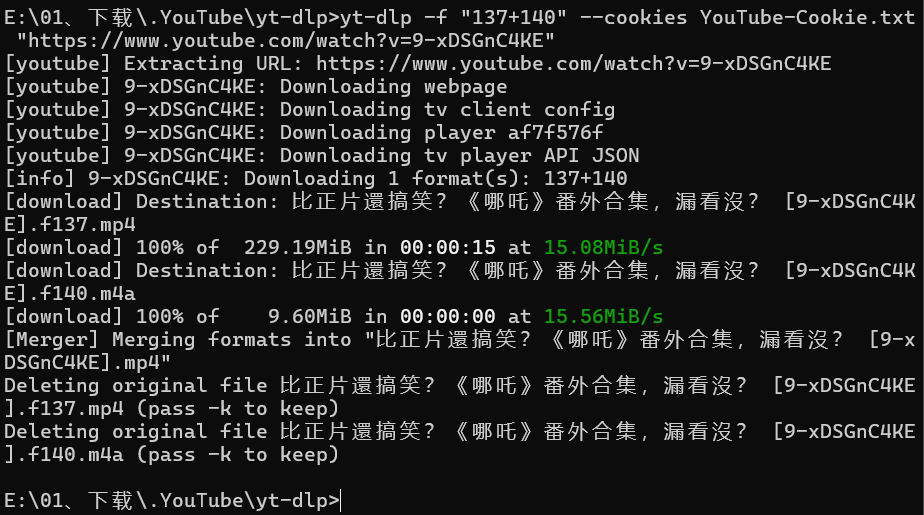 E:\01、下载\.YouTube\yt-dlp>yt-dlp -f "137+140" --cookies YouTube-Cookie.txt
 "https://www.youtube.com/watch?v=9-xDSGnC4KE"
[youtube] Extracting URL: https://www.youtube.com/watch?v=9-xDSGnC4KE
[youtube] 9-xDSGnC4KE: Downloading webpage
[youtube] 9-xDSGnC4KE: Downloading tv client config
[youtube] 9-xDSGnC4KE: Downloading player af7f576f
[youtube] 9-xDSGnC4KE: Downloading tv player API JSON
[info] 9-xDSGnC4KE: Downloading 1 format(s): 137+140
[download] Destination: 比正片還搞笑？《哪吒》番外合集，漏看沒？ [9-xDSGnC4K
E].f137.mp4
[download] 100% of  229.19MiB in 00:00:15 at 15.08MiB/s
[download] Destination: 比正片還搞笑？《哪吒》番外合集，漏看沒？ [9-xDSGnC4K
E].f140.m4a
[download] 100% of    9.60MiB in 00:00:00 at 15.56MiB/s
[Merger] Merging formats into "比正片還搞笑？《哪吒》番外合集，漏看沒？ [9-x
DSGnC4KE].mp4"
Deleting original file 比正片還搞笑？《哪吒》番外合集，漏看沒？ [9-xDSGnC4KE
].f137.mp4 (pass -k to keep)
Deleting original file 比正片還搞笑？《哪吒》番外合集，漏看沒？ [9-xDSGnC4KE
].f140.m4a (pass -k to keep)
E:\01、下载\.YouTube\yt-dlp>